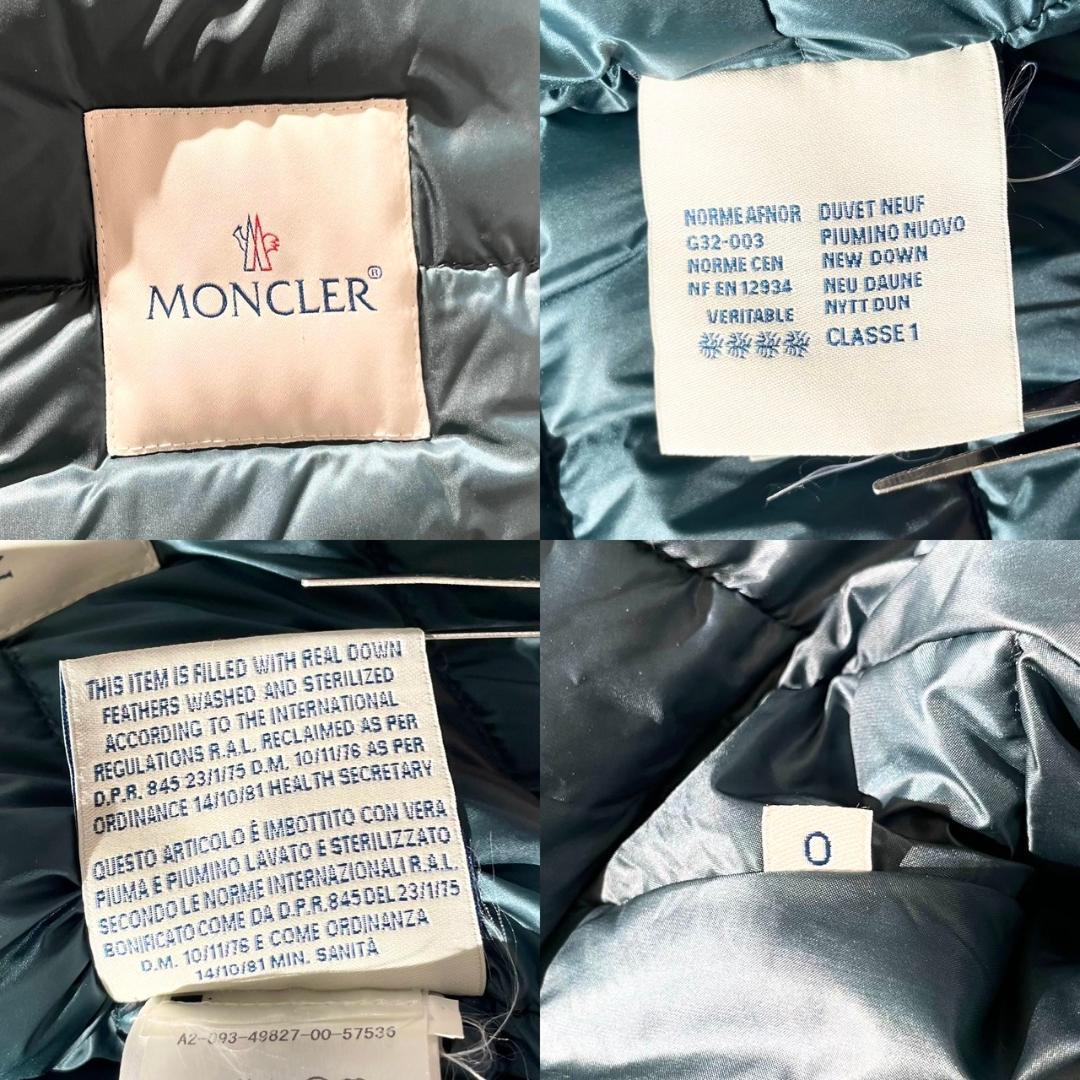 MONCLER®
NORME AFNOR DUVET NEUF
G32-003 PIUMINO NUOVO
NORME CEN NEW DOWN
NF EN 12934 NEU DAUNE
NYTT DUN
VERITABLE
CLASSE 1
THIS ITEM IS FILLED WITH REAL DOWN
FEATHERS WASHED AND STERILIZED
ACCORDING TO THE INTERNATIONAL
REGULATIONS R.A.L. RECLAIMED AS PER
D.P.R. 845 23/1/75 D.M. 10/11/76 AS PER
ORDINANCE 14/10/81 HEALTH SECRETARY
QUESTO ARTICOLO È IMBOTTITO CON VERA
PIUMA E PIUMINO LAVATO E STERILIZZATO
SECONDO LE NORME INTERNAZIONALI R.A.L.
BONIFICATO COME DA D.P.R. 845 DEL 23/1/75
D.M. 10/11/76 E COME ORDINANZA
14/10/81 MIN. SANITÀ
A2-093-49827-00-57536
0